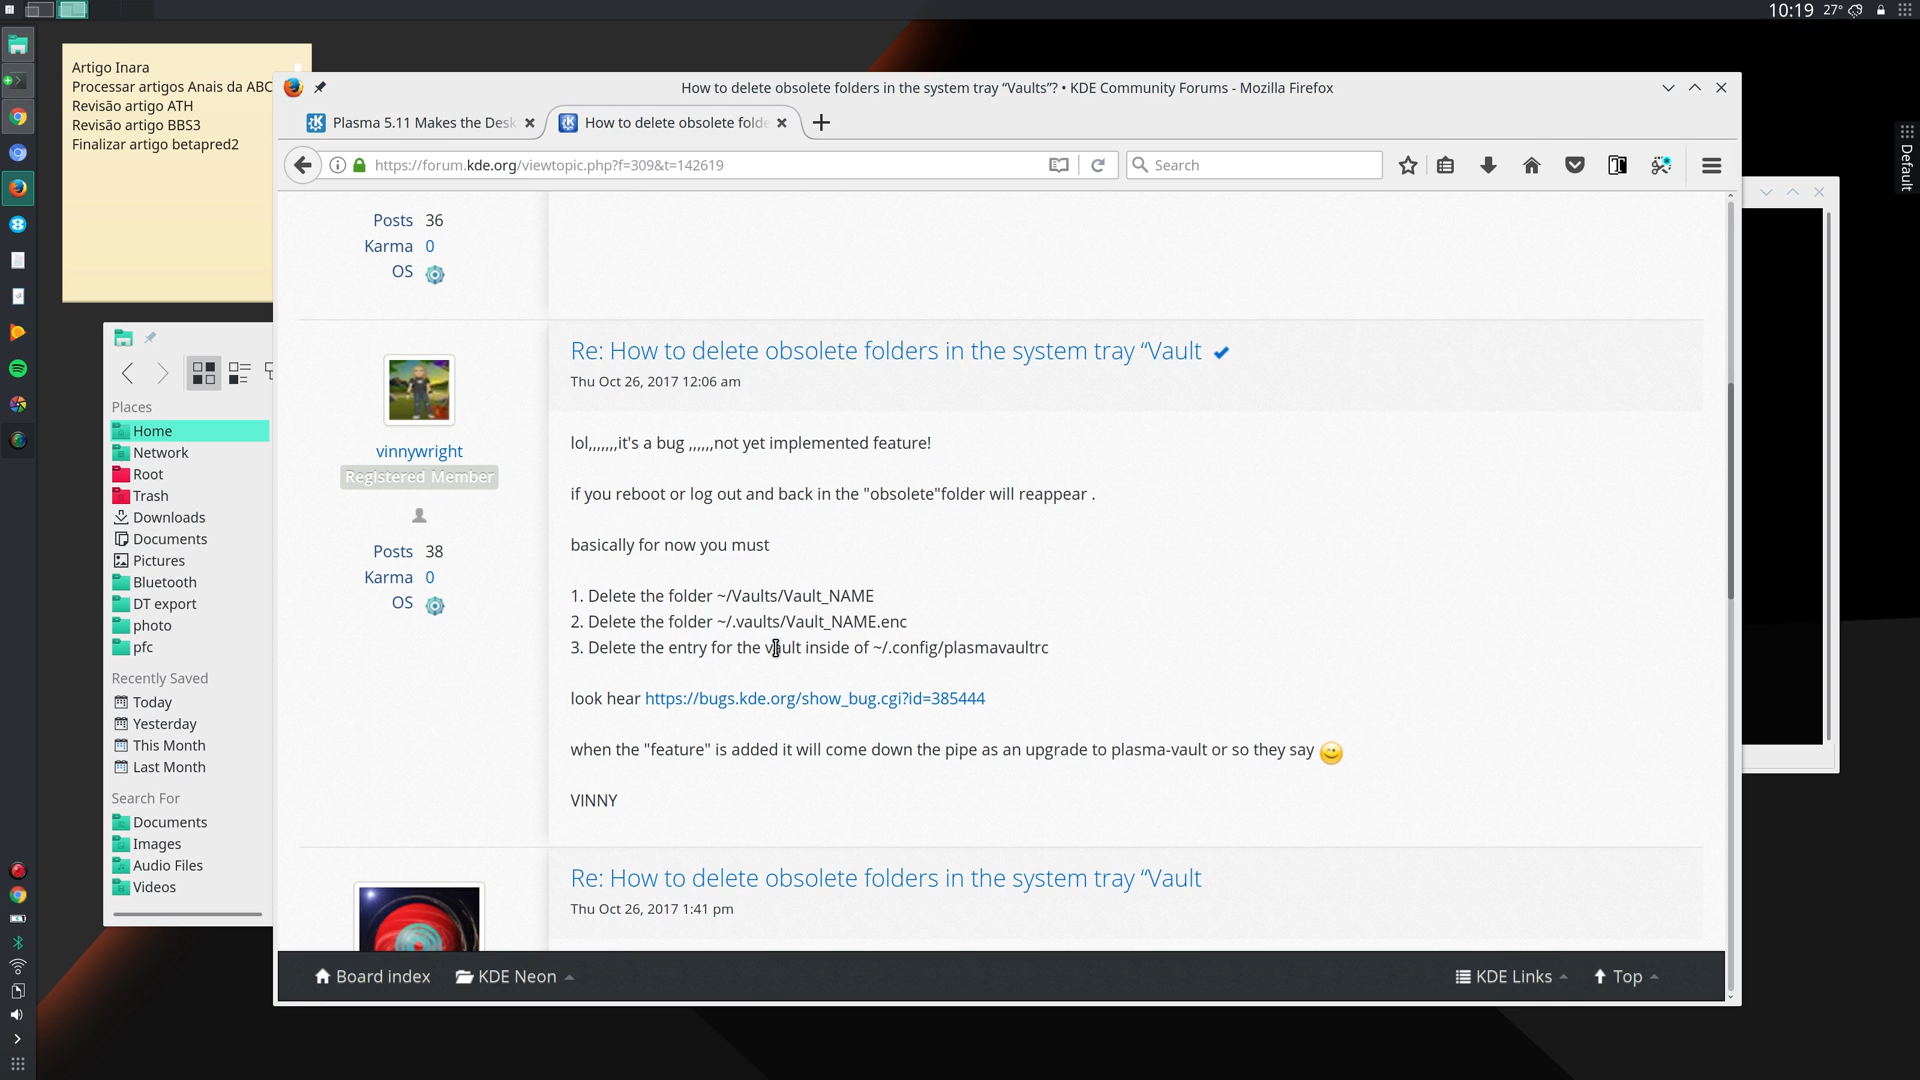 10:19 27°
Artigo Inara
Processar artigos Anais da ABC
Revisão artigo ATH
Revisão artigo BBS3
Finalizar artigo betapred2
How to delete obsolete folders in the system tray “Vaults”? • KDE Community Forums - Mozilla Firefox
Plasma 5.11 Makes the Desk
How to delete obsolete folde
https://forum.kde.org/viewtopic.php?f=309&t=142619
Search
Default
Posts 36
Karma 0
OS
Re: How to delete obsolete folders in the system tray “Vault
Thu Oct 26, 2017 12:06 am
vinnywright
Registered Member
Posts 38
Karma 0
OS
lol,,,,,,,it's a bug ,,,,,,not yet implemented feature!
if you reboot or log out and back in the "obsolete"folder will reappear .
basically for now you must
1. Delete the folder ~/Vaults/Vault_NAME
2. Delete the folder ~/.vaults/Vault_NAME.enc
3. Delete the entry for the vault inside of ~/.config/plasmavaultrc
look hear https://bugs.kde.org/show_bug.cgi?id=385444
when the "feature" is added it will come down the pipe as an upgrade to plasma-vault or so they say
VINNY
Re: How to delete obsolete folders in the system tray “Vault
Thu Oct 26, 2017 1:41 pm
Board index
KDE Neon
KDE Links
Top
Places
Home
Network
Root
Trash
Downloads
Documents
Pictures
Bluetooth
DT export
photo
pfc
Recently Saved
Today
Yesterday
This Month
Last Month
Search For
Documents
Images
Audio Files
Videos